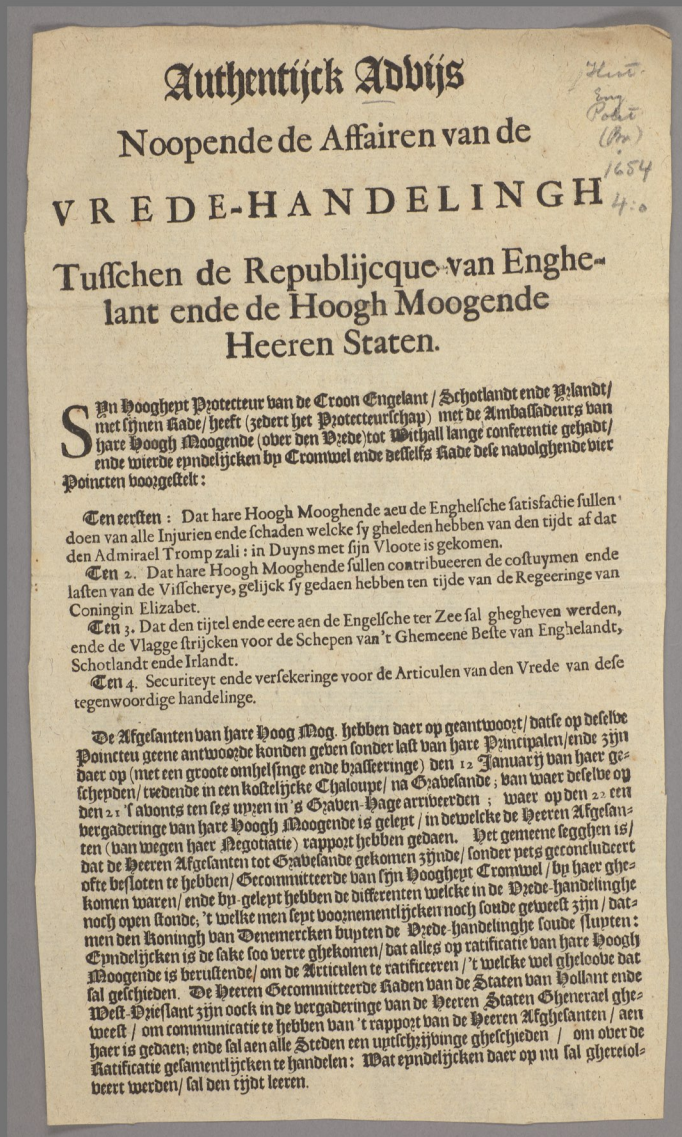 Authentijck Advijs
Noopende de Affairen van de
VREDE-HANDELINGH
Tusschen de Republijcque van Enghe-
lant ende de Hoogh Moogende
Heeren Staten.
Hist.
Eng
Polit
1654
4:o
SYn Hoogheyt Protecteur van de Croon Engelant / Schotlandt ende Yrlandt/
met sijnen Rade/ heeft (zedert het Protecteurschap) met de Ambassadeurs van
hare Hoogh Moogende (over den Vrede) tot Withall lange conferentie gehadt/
ende wierde eyndelijcken by Cromwel ende desselfs Rade dese navolghende vier
Poincten voorgestelt:
Ten eersten: Dat hare Hoogh Mooghende aeu de Enghelsche satisfactie sullen
doen van alle Injurien ende schaden welcke sy gheleden hebben van den tijdt af dat
den Admirael Tromp zali: in Duyns met sijn Vloote is gekomen.
Ten 2. Dat hare Hoogh Mooghende sullen contribueeren de costuymen ende
lasten van de Visscherye, gelijck sy gedaen hebben ten tijde van de Regeeringe van
Coningin Elizabet.
Ten 3. Dat den tijtel ende eere aen de Engelsche ter Zee sal ghegheven werden,
ende de Vlagge strijcken voor de Schepen van't Ghemeene Beste van Enghelandt,
Schotlandt ende Irlandt.
Ten 4. Securiteyt ende versekeringe voor de Articulen van den Vrede van dese
tegenwoordige handelinge.
De Afgesanten van hare Hoog Mog. hebben daer op geantwoort/ datse op deselve
Poincteu geene antwoorde konden geven sonder last van hare Principalen/ ende zijn
daer op (met een groote omhelsinge ende brasseeringe) den 12 Januarij van haer ge-
scheyden/ tredende in een kostelijcke Chaloupe/ na Gravesande; van waer deselve op
den 21 's avonts ten ses uyren in 's Graven-Hage arriveerden; waer op den 22 een
vergaderinge van hare Hoogh Moogende is geleyt/ in dewelcke de Heeren Afgesan-
ten (van wegen haer Negotiatie) rapport hebben gedaen. Het gemeene segghen is/
dat de Heeren Afgesanten tot Gravesande gekomen zijnde/ sonder yets geconcludeert
ofte besloten te hebben/ Gecommitteerde van sijn Hoogheyt Cromwel/ by haer ghe-
komen waren/ ende by-geleyt hebben de differenten welcke in de Vrede-handelinghe
noch open stonde; 't welke men seyt voornementlijcken noch soude geweest zijn/ dat-
men den Koningh van Denemercken buyten de Vrede-handelinghe soude sluyten:
Eyndelijcken is de sake soo verre ghekomen/ dat alles op ratificatie van hare Hoogh
Moogende is berustende/ om de Articulen te ratificeeren/ 't welcke wel gheloove dat
sal geschieden. De Heeren Gecommitteerde Raden van de Staten van Hollant ende
West-Vrieslant zijn oock in de vergaderinge van de Heeren Staten Ghenerael ghe-
weest / om communicatie te hebben van 't rapport van de Heeren Afghesanten / aen
haer is gedaen; ende sal aen alle Steden een uytschrijvinge gheschieden / om over de
Ratificatie gesamentlijcken te handelen: Wat eyndelijcken daer op nu sal gheresol-
veert werden/ sal den tijdt leeren.